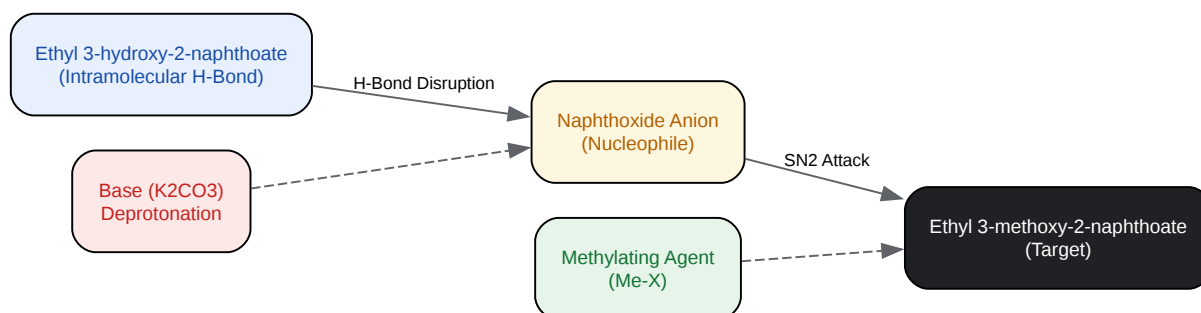 Ethyl 3-hydroxy-2-naphthoate
(Intramolecular H-Bond)
H-Bond Disruption
Base (K2CO3)
Deprotonation
Naphthoxide Anion
(Nucleophile)
SN2 Attack
Methylating Agent
(Me-X)
Ethyl 3-methoxy-2-naphthoate
(Target)